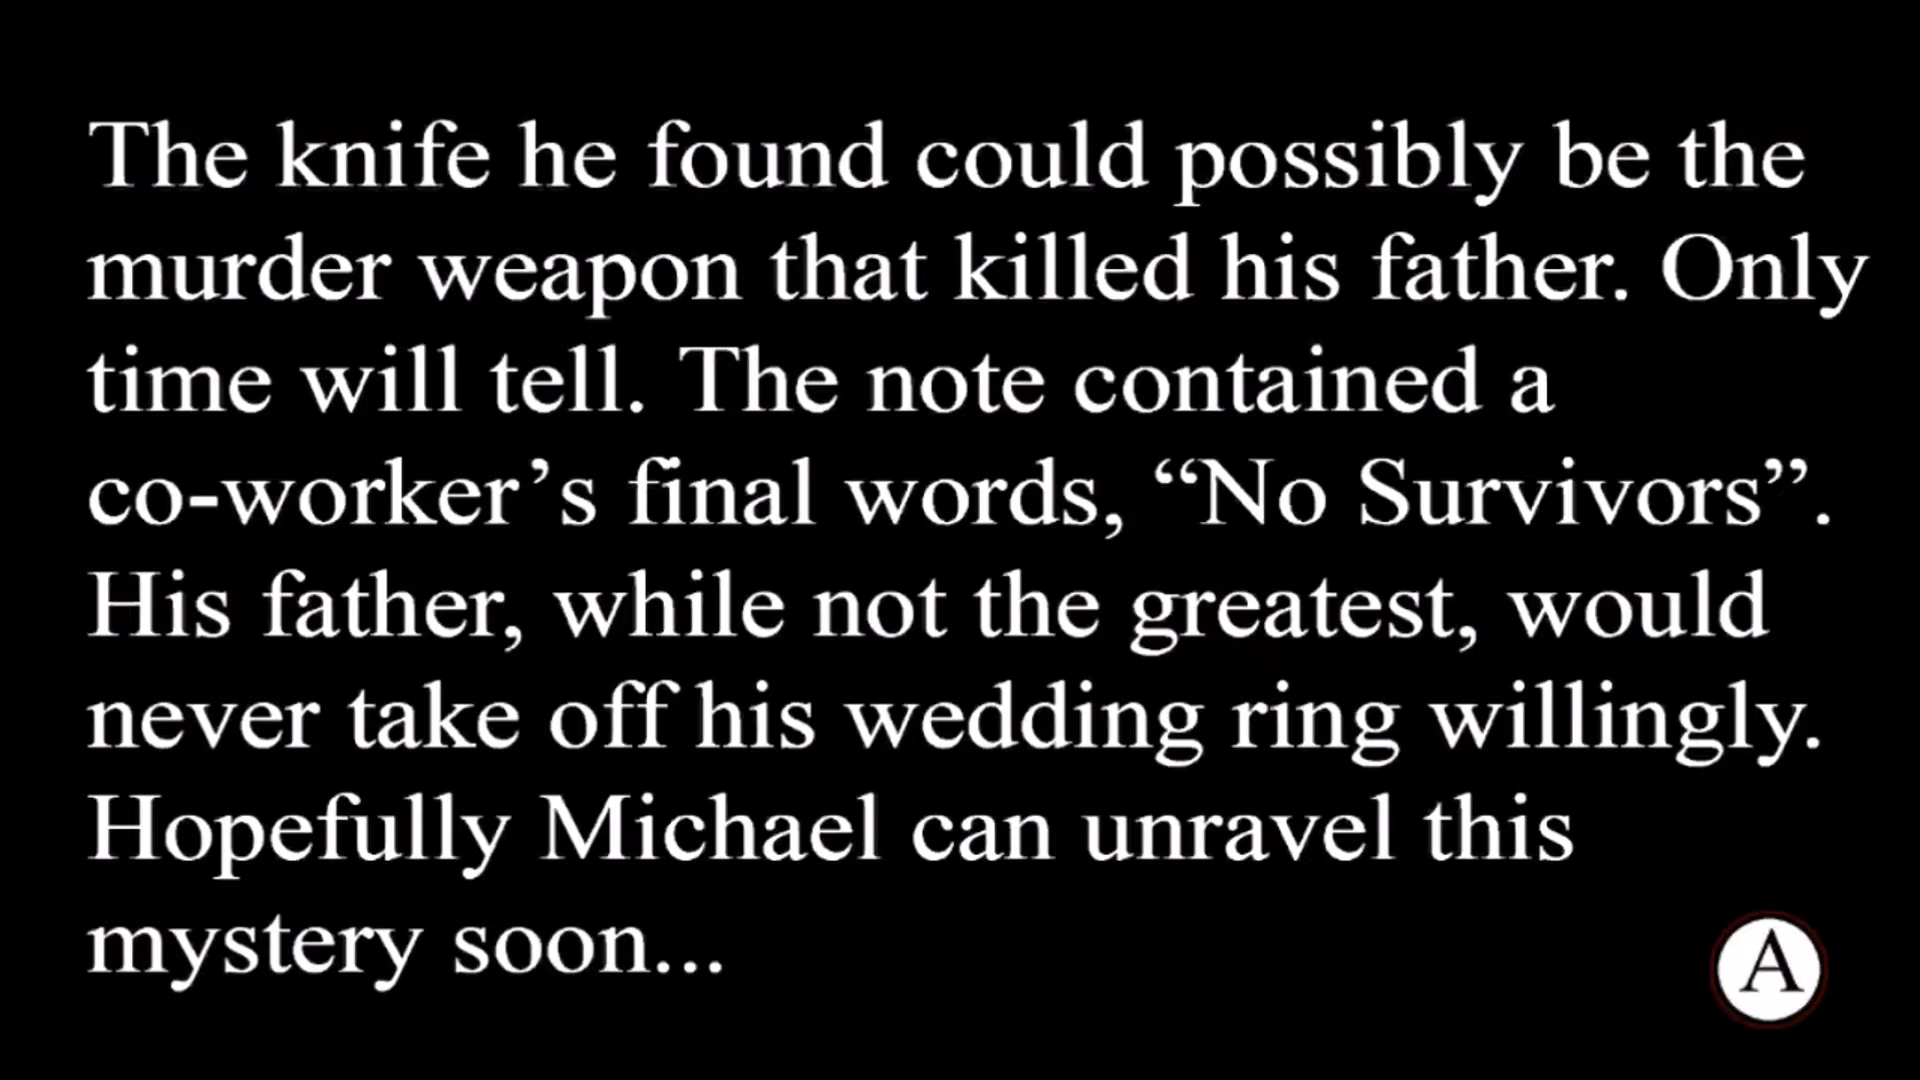 The knife he found could possibly be the
murder weapon that killed his father. Only
time will tell. The note contained a
co-worker’s final words, “No Survivors”.
His father, while not the greatest, would
never take off his wedding ring willingly.
Hopefully Michael can unravel this
mystery soon...
A